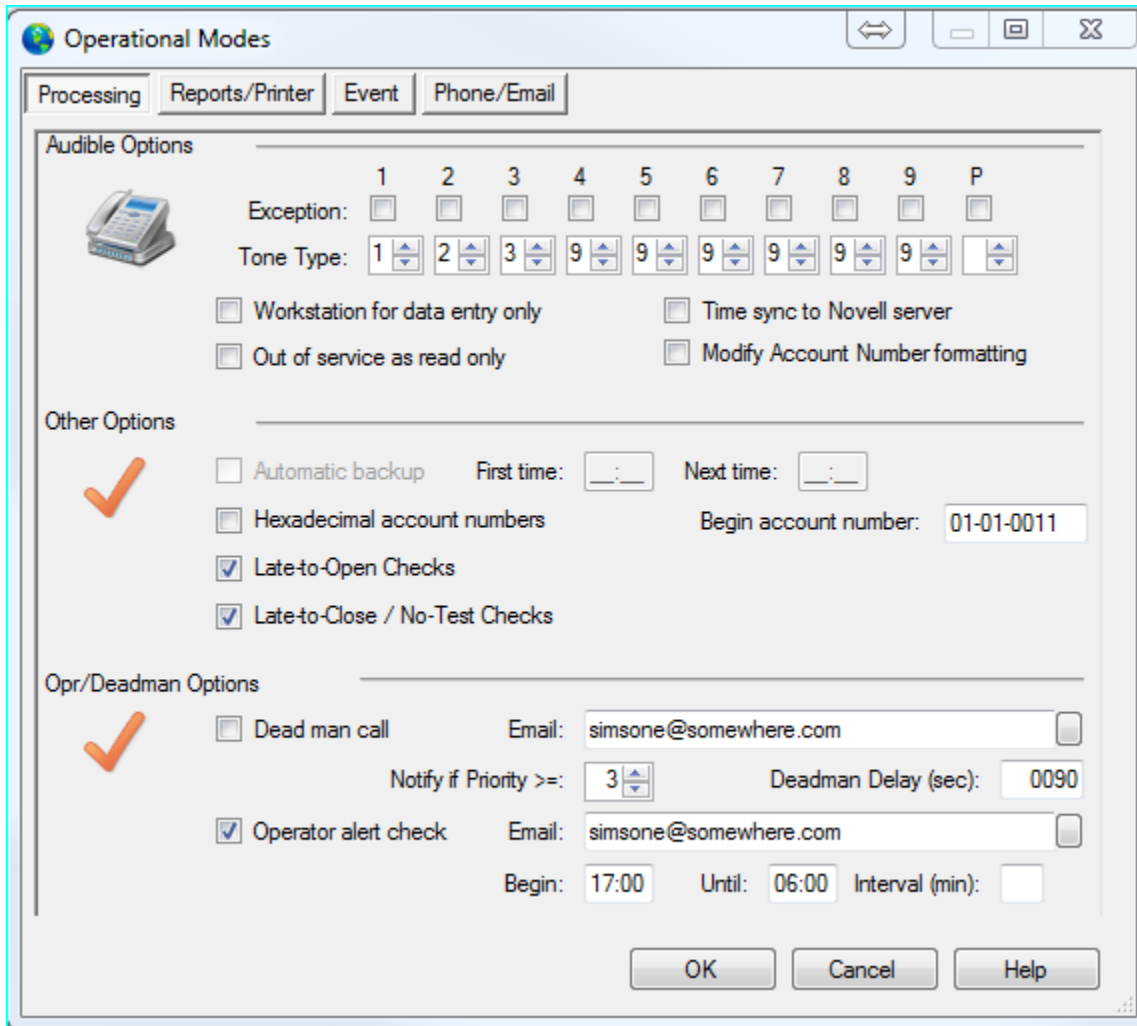 Operational Modes
Processing Reports/Printer Event Phone/Email
Audible Options
1 2 3 4 5 6 7 8 9 P
Exception:
Tone Type: 1 2 3 9 9 9 9 9 9
Workstation for data entry only Time sync to Novell server
Out of service as read only Modify Account Number formatting
Other Options
Automatic backup First time: __:__ Next time: __:__
Hexadecimal account numbers Begin account number: 01-01-0011
Late-to-Open Checks
Late-to-Close / No-Test Checks
Opr/Deadman Options
Dead man call Email: simsone@somewhere.com
Notify if Priority >=: 3 Deadman Delay (sec): 0090
Operator alert check Email: simsone@somewhere.com
Begin: 17:00 Until: 06:00 Interval (min):
OK Cancel Help